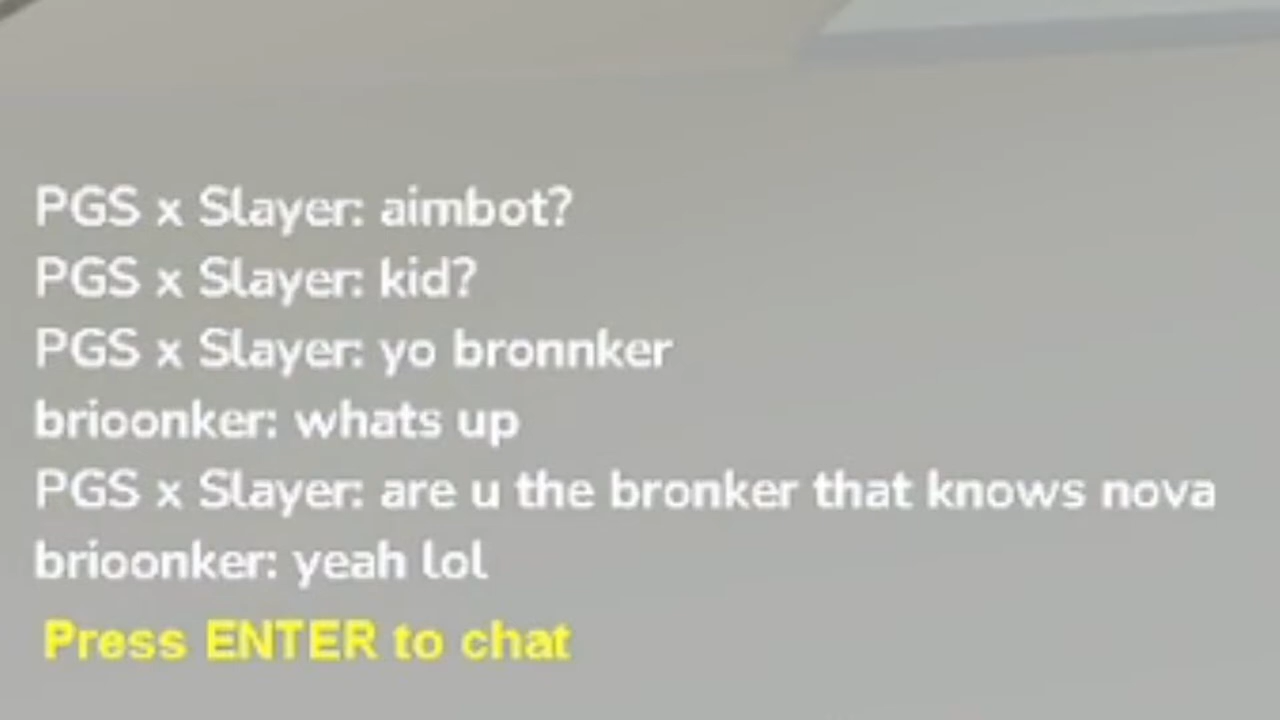 PGS x Slayer: aimbot?
PGS x Slayer: kid?
PGS x Slayer: yo bronnker
brioonker: whats up
PGS x Slayer: are u the bronker that knows nova
brioonker: yeah lol
Press ENTER to chat